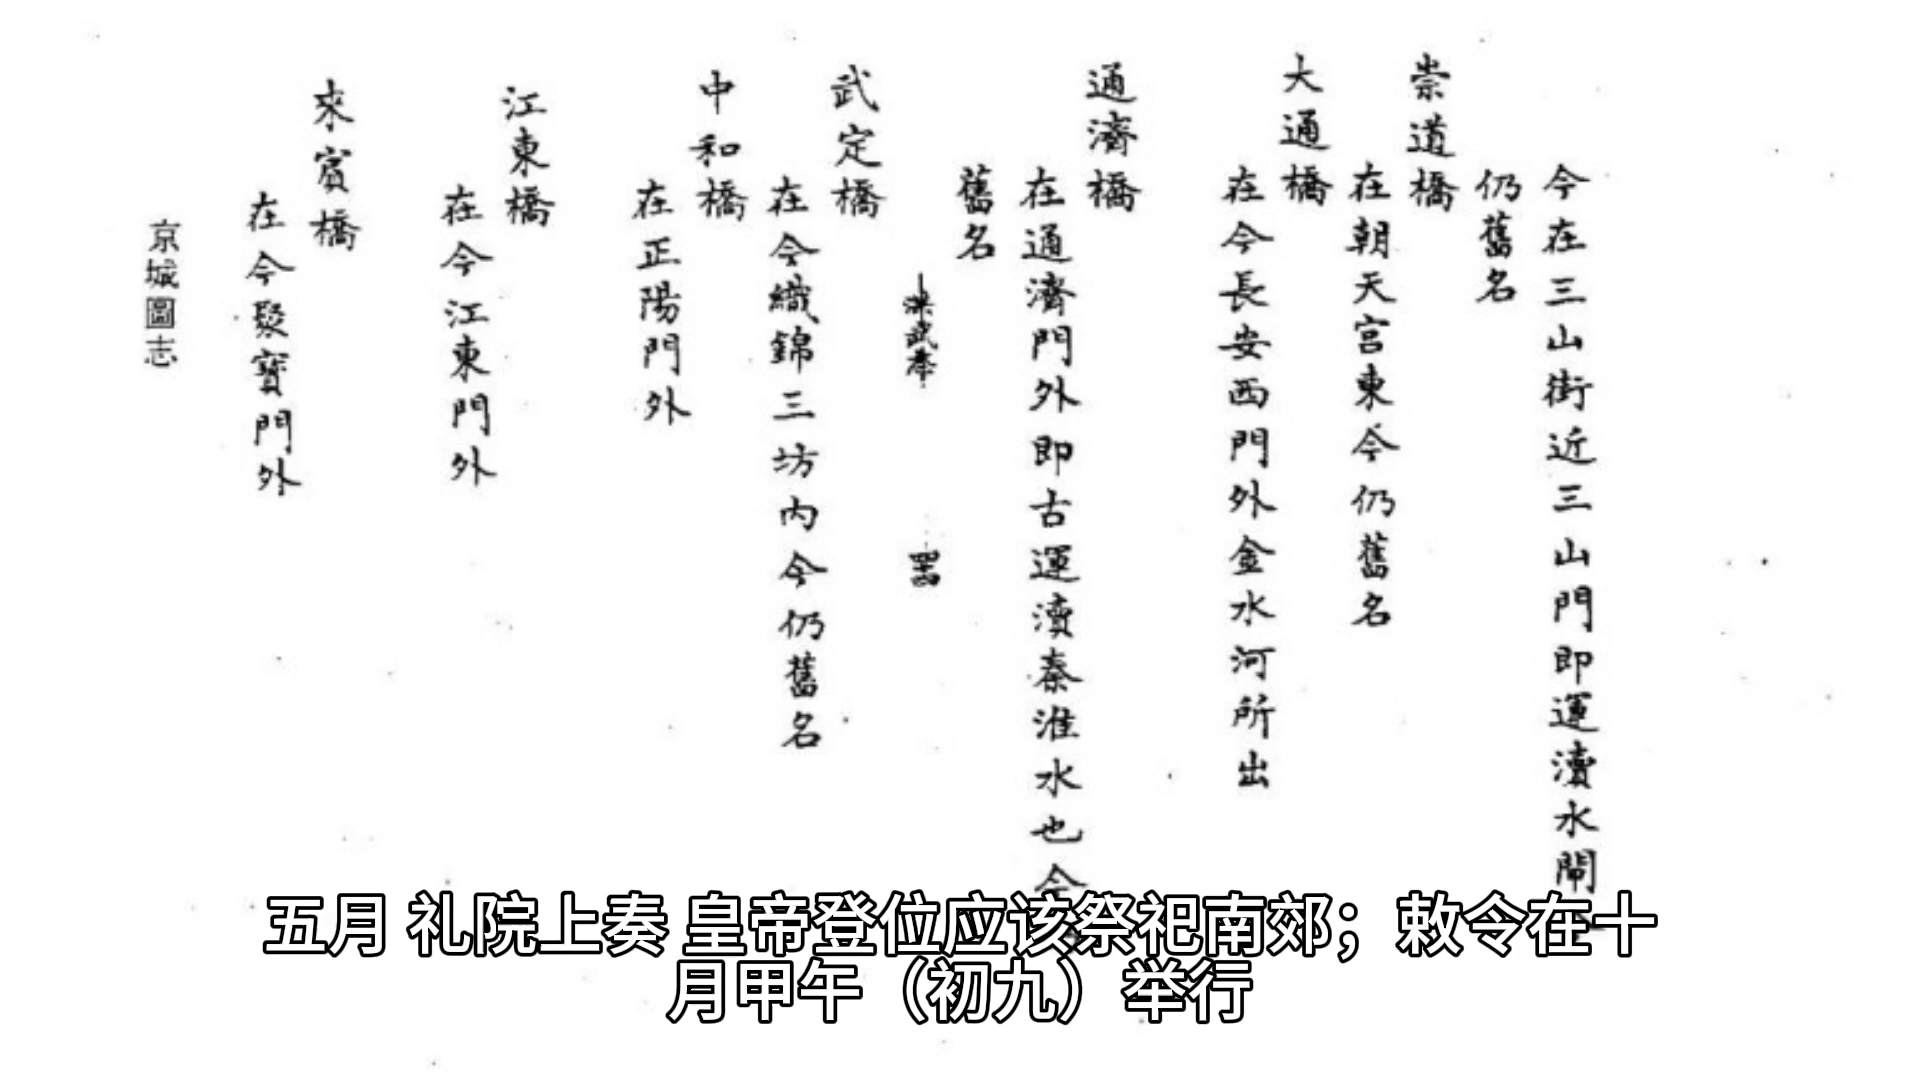 今在三山街近三山門即運瀆水閘
仍舊名
崇道橋
在朝天宮東今仍舊名
大通橋
在今長安西門外金水河所出
通濟橋
在通濟門外即古運瀆秦淮水也今
舊名
武定橋
在今織錦三坊內今仍舊名
中和橋
在正陽門外
江東橋
在今江東門外
來賓橋
在今聚寶門外
京城圖志
五月 礼院上奏 皇帝登位应该祭祀南郊；敕令在十
月甲午（初九）举行